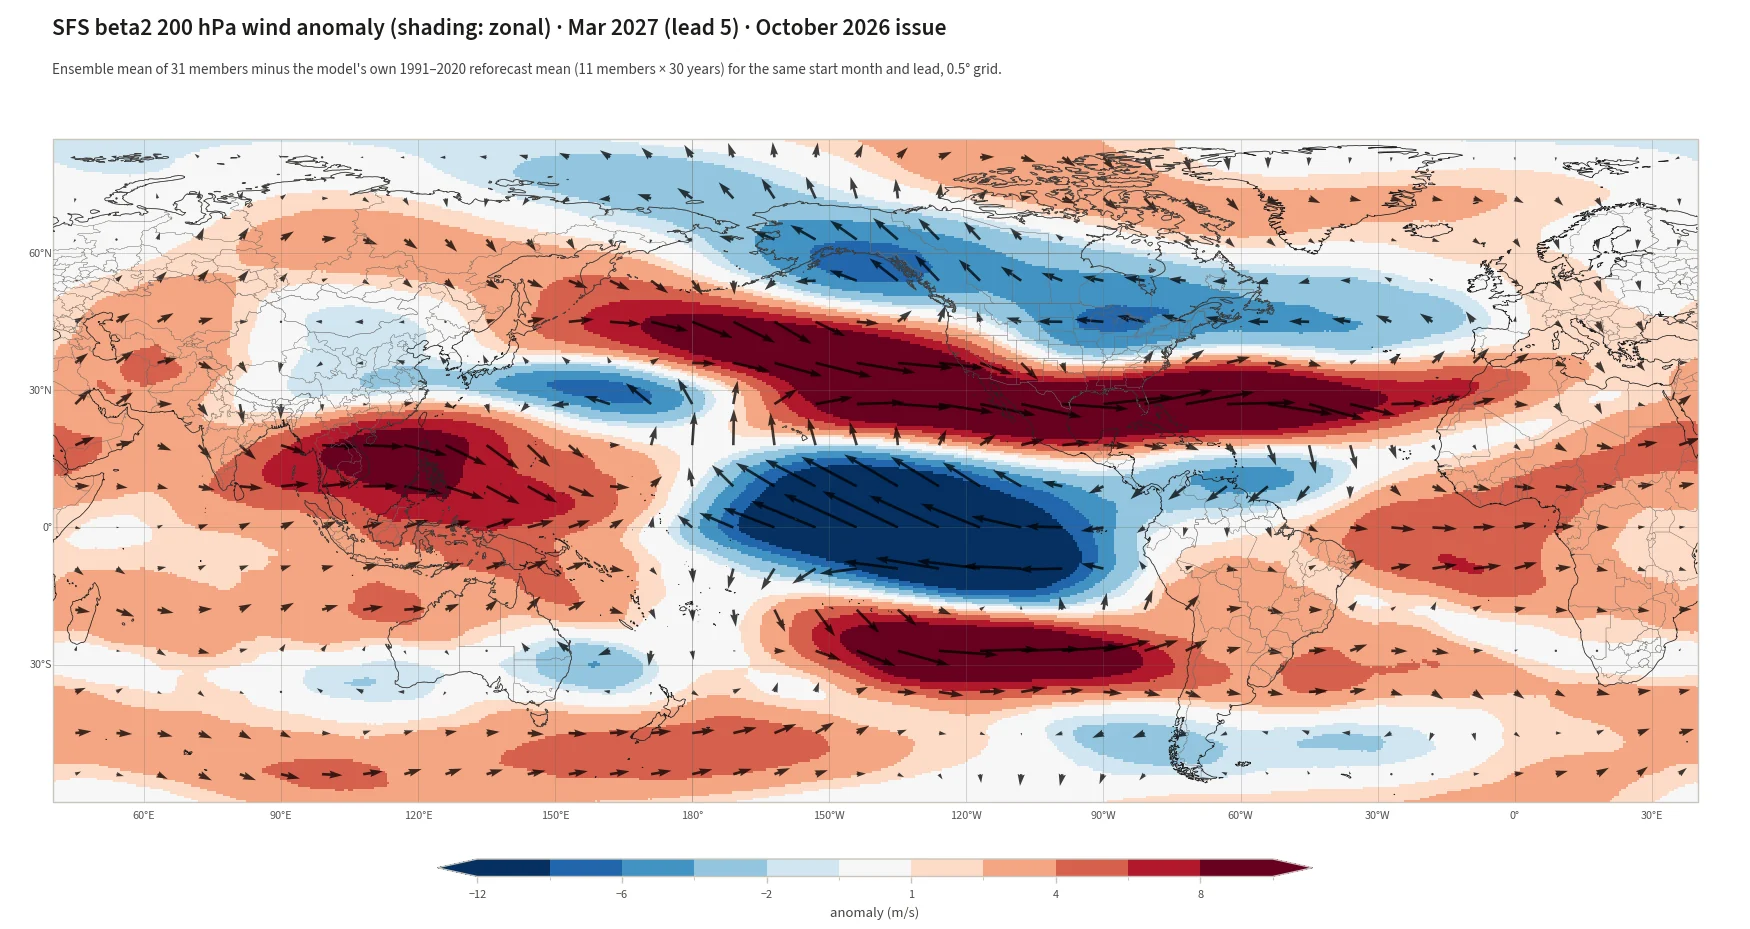 SFS beta2 200 hPa wind anomaly (shading: zonal) · Mar 2027 (lead 5) · October 2026 issue
Ensemble mean of 31 members minus the model's own 1991–2020 reforecast mean (11 members × 30 years) for the same start month and lead, 0.5° grid.
60°N
30°N
0°
30°S
60°E 90°E 120°E 150°E 180° 150°W 120°W 90°W 60°W 30°W 0° 30°E
−12 −6 −2 1 4 8
anomaly (m/s)